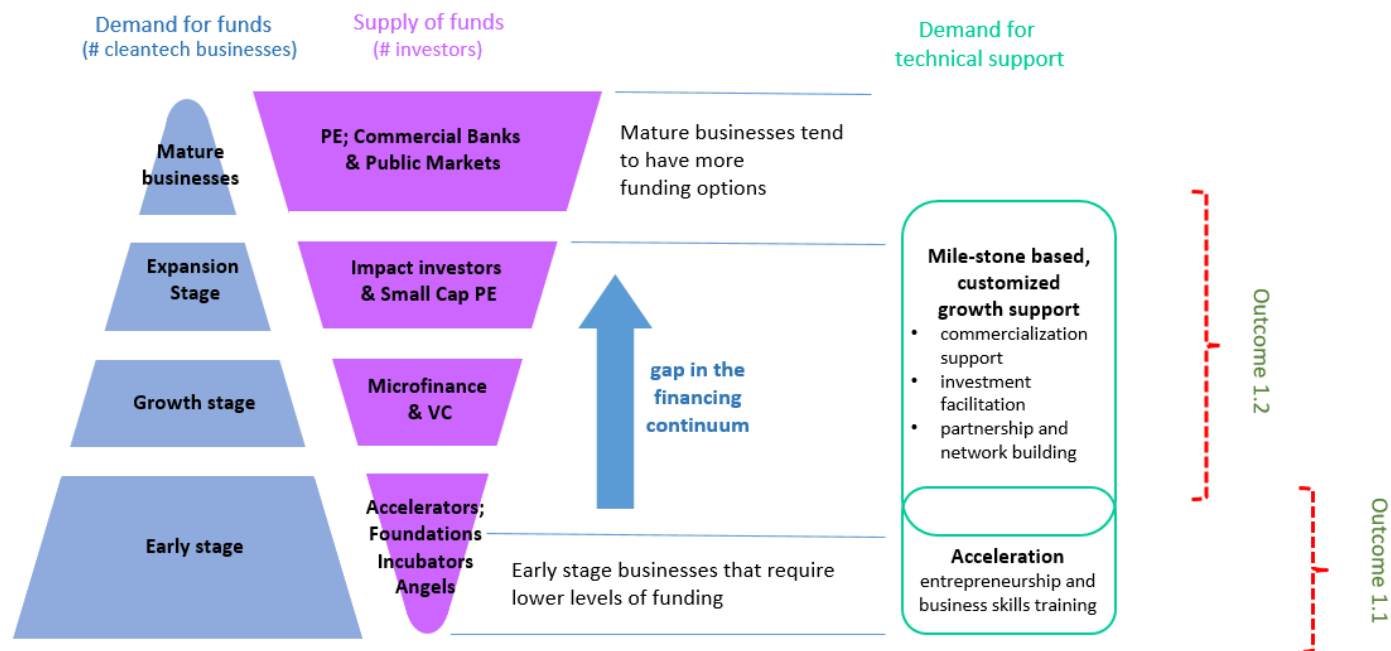 Demand for funds
(# cleantech businesses)
Supply of funds
(# investors)
Demand for
technical support
Mature
businesses
PE; Commercial Banks
& Public Markets
Mature businesses tend
to have more
funding options
Expansion
Stage
Impact investors
& Small Cap PE
Growth stage
Microfinance
& VC
gap in the
financing
continuum
Early stage
Accelerators;
Foundations
Incubators
Angels
Early stage businesses that require
lower levels of funding
Mile-stone based,
customized
growth support
• commercialization
support
• investment
facilitation
• partnership and
network building
Acceleration
entrepreneurship and
business skills training
Outcome 1.2
Outcome 1.1